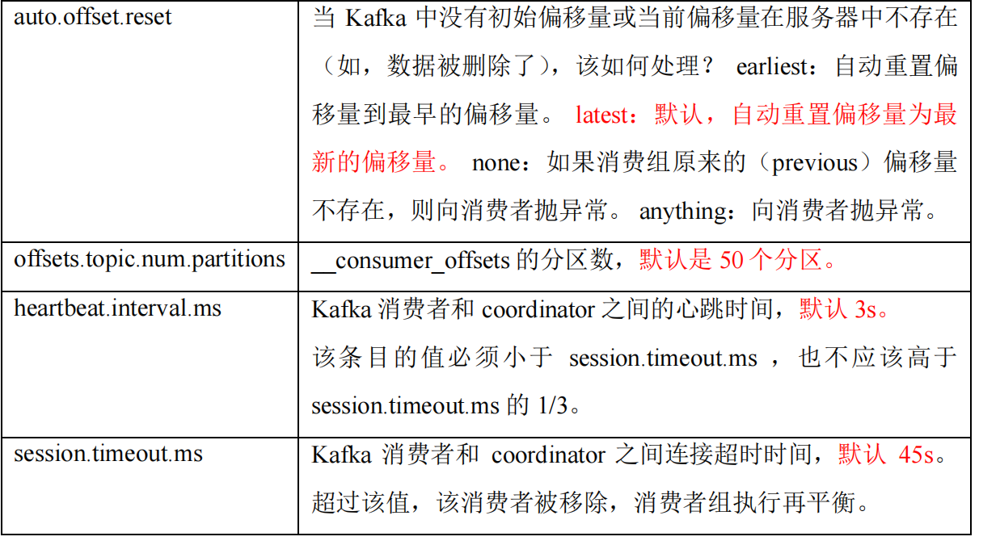 auto.offset.reset
当 Kafka 中没有初始偏移量或当前偏移量在服务器中不存在
（如，数据被删除了），该如何处理？ earliest：自动重置偏
移量到最早的偏移量。 latest：默认，自动重置偏移量为最
新的偏移量。 none：如果消费组原来的（previous）偏移量
不存在，则向消费者抛异常。 anything：向消费者抛异常。
offsets.topic.num.partitions
__consumer_offsets 的分区数，默认是 50 个分区。
heartbeat.interval.ms
Kafka 消费者和 coordinator 之间的心跳时间，默认 3s。
该条目的值必须小于 session.timeout.ms ，也不应该高于
session.timeout.ms 的 1/3。
session.timeout.ms
Kafka 消费者和 coordinator 之间连接超时时间，默认 45s。
超过该值，该消费者被移除，消费者组执行再平衡。